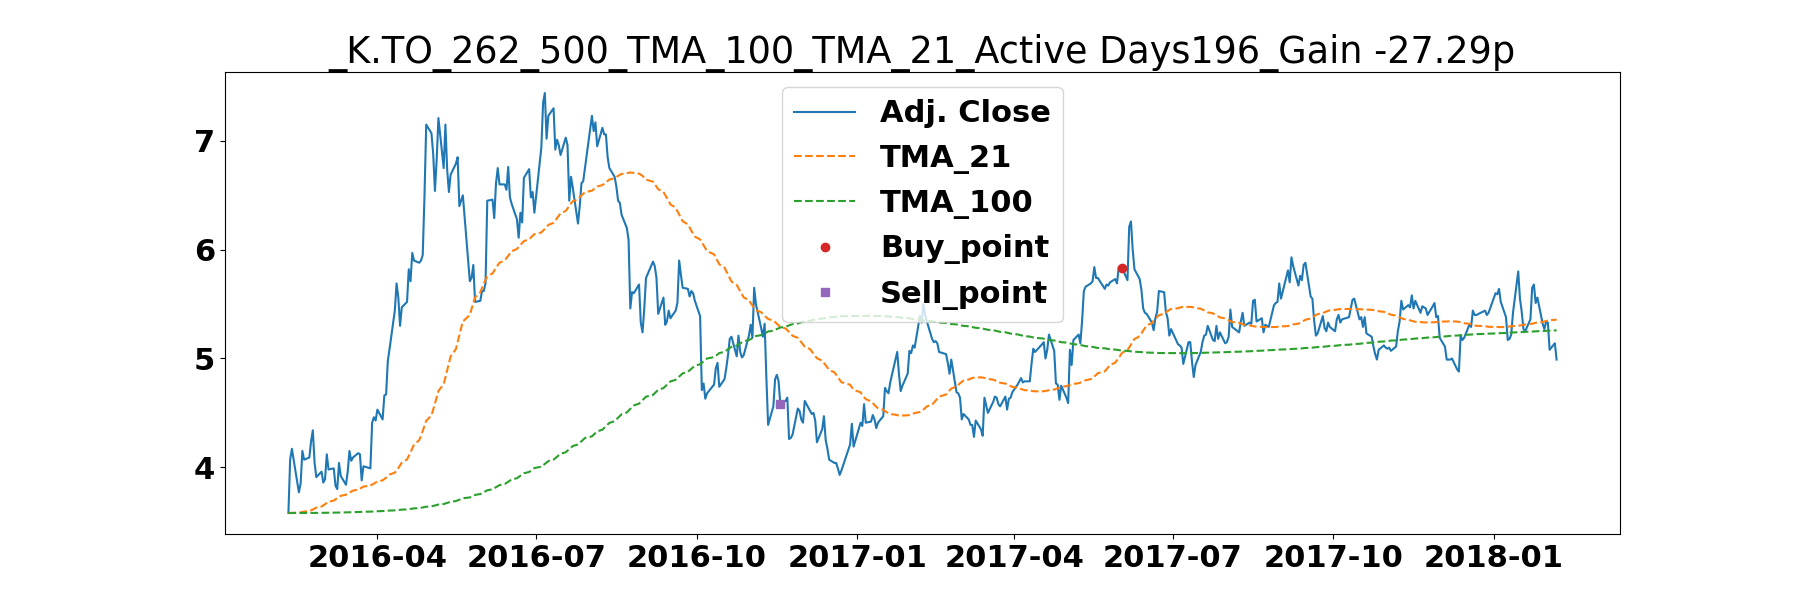 _K.TO_262_500_TMA_100_TMA_21_Active Days196_Gain -27.29p
Adj. Close
TMA_21
TMA_100
Buy_point
Sell_point
7
6
5
4
2016-04 2016-07 2016-10 2017-01 2017-04 2017-07 2017-10 2018-01